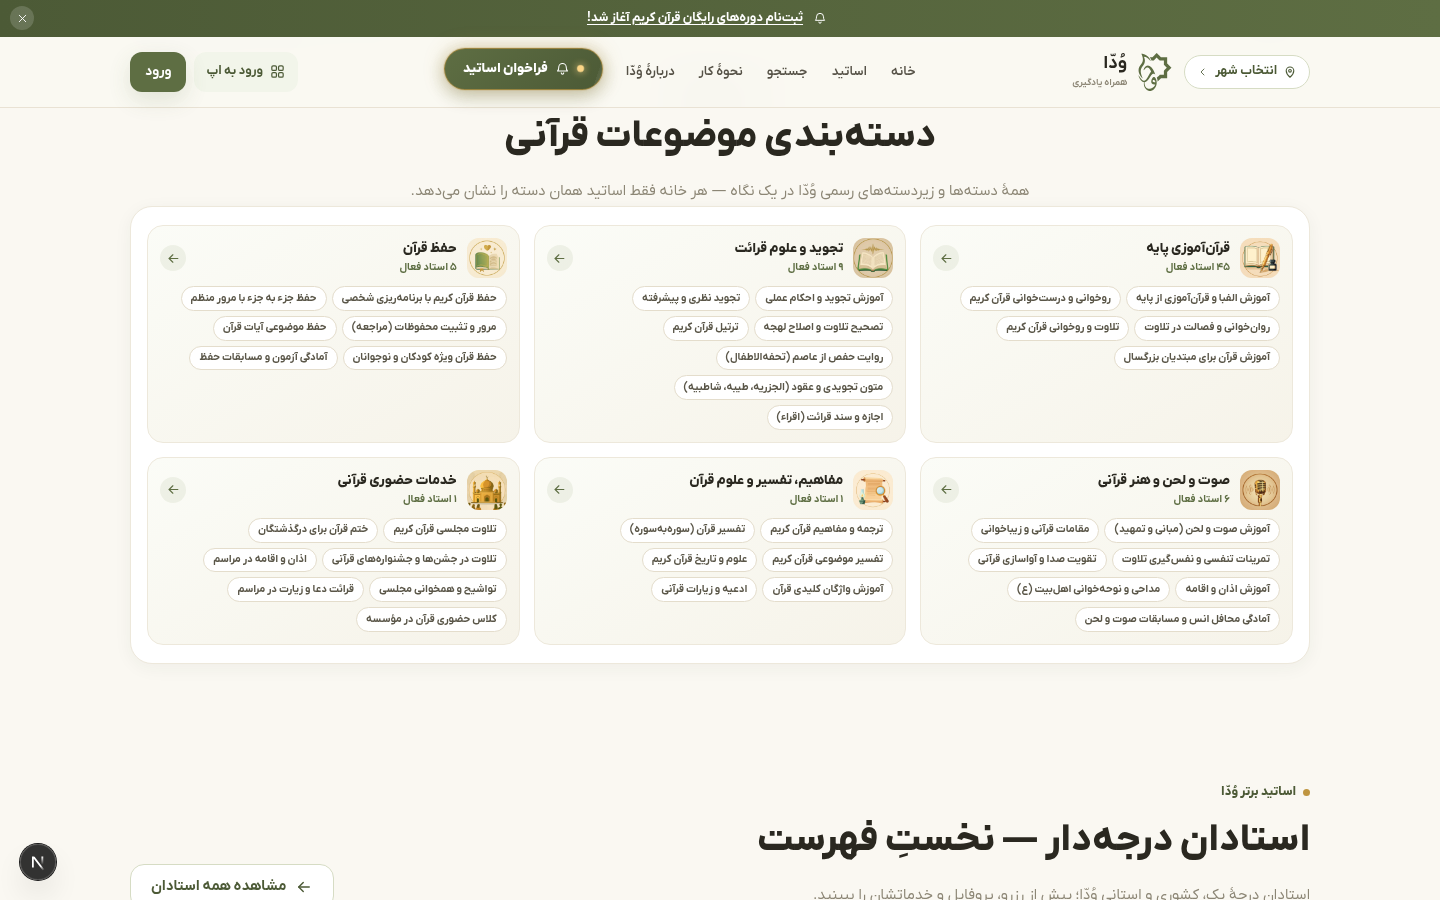 ثبت‌نام دوره‌های رایگان قرآن کریم آغاز شد!
انتخاب شهر
وُدّا
همراه یادگیری
خانه
اساتید
جستجو
نحوهٔ کار
دربارهٔ وُدّا
فراخوان اساتید
ورود به اپ
ورود
دسته‌بندی موضوعات قرآنی
همهٔ دسته‌ها و زیردسته‌های رسمی وُدّا در یک نگاه — هر خانه فقط اساتید همان دسته را نشان می‌دهد.
قرآن‌آموزی پایه
۴۵ استاد فعال
آموزش الفبا و قرآن‌آموزی از پایه
روخوانی و درست‌خوانی قرآن کریم
روان‌خوانی و فصالت در تلاوت
تلاوت و روخوانی قرآن کریم
آموزش قرآن برای مبتدیان بزرگسال
تجوید و علوم قرائت
۹ استاد فعال
آموزش تجوید و احکام عملی
تجوید نظری و پیشرفته
تصحیح تلاوت و اصلاح لهجه
ترتیل قرآن کریم
روایت حفص از عاصم (تحفه‌الاطفال)
متون تجویدی و عقود (الجزریه، طیبه، شاطبیه)
اجازه و سند قرائت (اقراء)
حفظ قرآن
۵ استاد فعال
حفظ قرآن کریم با برنامه‌ریزی شخصی
حفظ جزء به جزء با مرور منظم
مرور و تثبیت محفوظات (مراجعه)
حفظ موضوعی آیات قرآن
حفظ قرآن ویژه کودکان و نوجوانان
آمادگی آزمون و مسابقات حفظ
صوت و لحن و هنر قرآنی
۶ استاد فعال
آموزش صوت و لحن (مبانی و تمهید)
مقامات قرآنی و زیباخوانی
تمرینات تنفسی و نفس‌گیری تلاوت
تقویت صدا و آواسازی قرآنی
آموزش اذان و اقامه
مداحی و نوحه‌خوانی اهل‌بیت (ع)
آمادگی محافل انس و مسابقات صوت و لحن
مفاهیم، تفسیر و علوم قرآن
۱ استاد فعال
ترجمه و مفاهیم قرآن کریم
تفسیر قرآن (سوره‌به‌سوره)
تفسیر موضوعی قرآن کریم
علوم و تاریخ قرآن کریم
آموزش واژگان کلیدی قرآن
ادعیه و زیارات قرآنی
خدمات حضوری قرآنی
۱ استاد فعال
تلاوت مجلسی قرآن کریم
ختم قرآن برای درگذشتگان
تلاوت در جشن‌ها و جشنواره‌های قرآنی
اذان و اقامه در مراسم
تواشیح و همخوانی مجلسی
قرائت دعا و زیارت در مراسم
کلاس حضوری قرآن در مؤسسه
اساتید برتر وُدّا
استادان درجه‌دار — نخستِ فهرست
مشاهده همه استادان
استادان درجهٔ یک، کشوری و استانی وُدّا؛ پیش از رزرو، پروفایل و خدماتشان را ببینید.